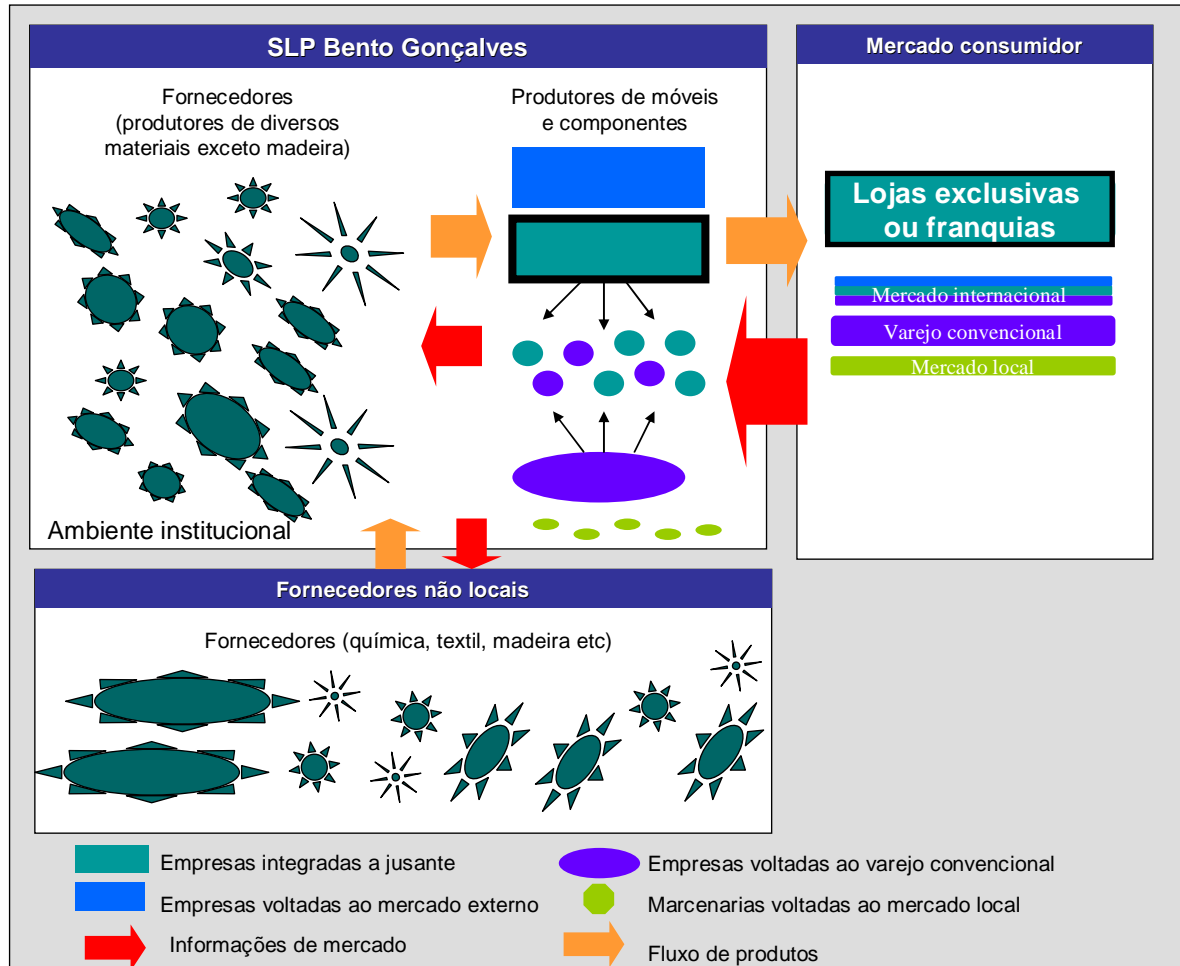 SLP Bento Gonçalves
Fornecedores
(produtores de diversos
materiais exceto madeira)
Produtores de móveis
e componentes
Ambiente institucional
Mercado consumidor
Lojas exclusivas
ou franquias
Mercado internacional
Varejo convencional
Mercado local
Fornecedores não locais
Fornecedores (química, textil, madeira etc)
Empresas integradas a jusante
Empresas voltadas ao varejo convencional
Empresas voltadas ao mercado externo
Marcenarias voltadas ao mercado local
Informações de mercado
Fluxo de produtos